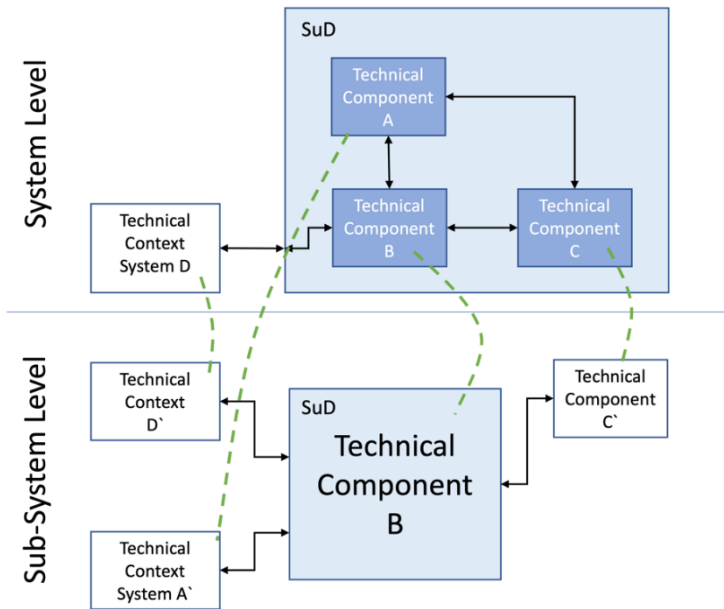 System Level
SuD
Technical
Component
A
Technical
Component
B
Technical
Component
C
Technical
Context
System D
Sub-System Level
Technical
Context
D`
SuD
Technical
Component
B
Technical
Component
C`
Technical
Context
System A`